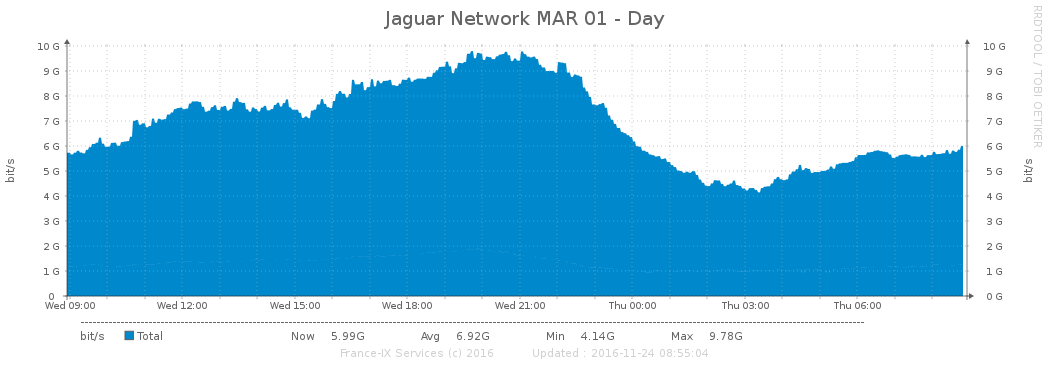 Jaguar Network MAR 01 - Day
RRDTOOL / TOBI OETIKER
10 G 10 G
9 G 9 G
8 G 8 G
7 G 7 G
6 G 6 G
5 G 5 G
4 G 4 G
3 G 3 G
2 G 2 G
1 G 1 G
0 0 G
bit/s bit/s
Wed 09:00 Wed 12:00 Wed 15:00 Wed 18:00 Wed 21:00 Thu 00:00 Thu 03:00 Thu 06:00
bit/s Total Now 5.99G Avg 6.92G Min 4.14G Max 9.78G
France-IX Services (c) 2016 Updated : 2016-11-24 08:55:04